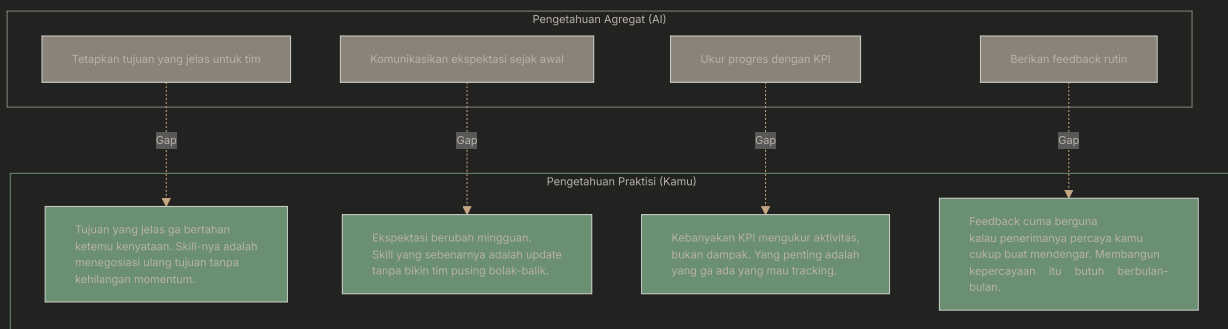 Pengetahuan Agregat (AI)
Tetapkan tujuan yang jelas untuk tim
Komunikasikan ekspektasi sejak awal
Ukur progres dengan KPI
Berikan feedback rutin
Gap
Gap
Gap
Gap
Pengetahuan Praktisi (Kamu)
Tujuan yang jelas ga bertahan
ketemu kenyataan. Skill-nya adalah
menegosiasi ulang tujuan tanpa
kehilangan momentum.
Ekspektasi berubah mingguan.
Skill yang sebenarnya adalah update
tanpa bikin tim pusing bolak-balik.
Kebanyakan KPI mengukur aktivitas,
bukan dampak. Yang penting adalah
yang ga ada yang mau tracking.
Feedback cuma berguna
kalau penerimanya percaya kamu
cukup buat mendengar. Membangun
kepercayaan itu butuh berbulan-
bulan.